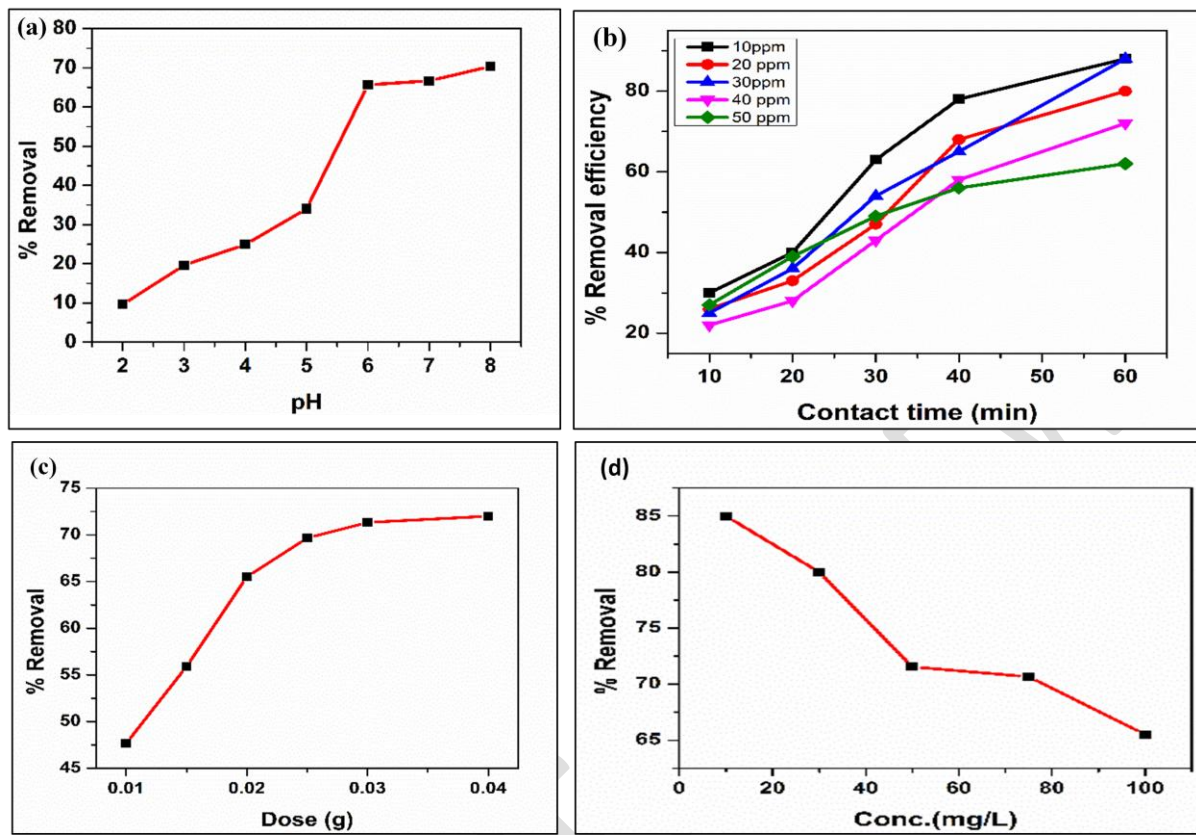 (a)
80
70
60
50
40
30
20
10
0
% Removal
2 3 4 5 6 7 8
pH
(b)
10ppm
20 ppm
30ppm
40 ppm
50 ppm
80
60
40
20
% Removal efficiency
10 20 30 40 50 60
Contact time (min)
(c)
75
70
65
60
55
50
45
% Removal
0.01 0.02 0.03 0.04
Dose (g)
(d)
85
80
75
70
65
% Removal
0 20 40 60 80 100
Conc.(mg/L)